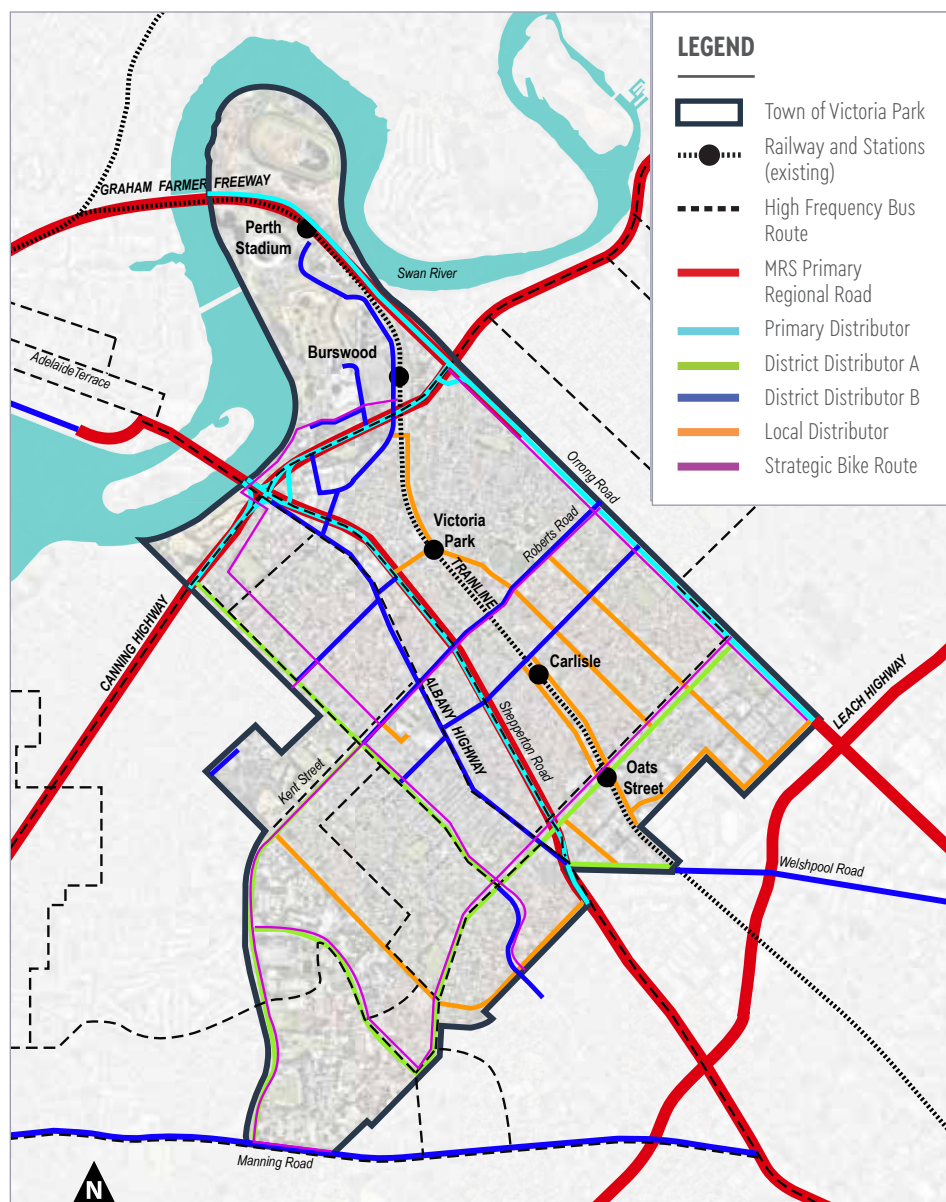 LEGEND
Town of Victoria Park
Railway and Stations
(existing)
High Frequency Bus
Route
MRS Primary
Regional Road
Primary Distributor
District Distributor A
District Distributor B
Local Distributor
Strategic Bike Route
GRAHAM FARMER FREEWAY
Perth
Stadium
Swan River
Burswood
Adelaide Terrace
Orrong Road
Victoria
Park
Roberts Road
TRAINLINE
CANNING HIGHWAY
Carlisle
LEACH HIGHWAY
ALBANY HIGHWAY
Shepperton Road
Oats
Street
Kent Street
Welshpool Road
Manning Road
N